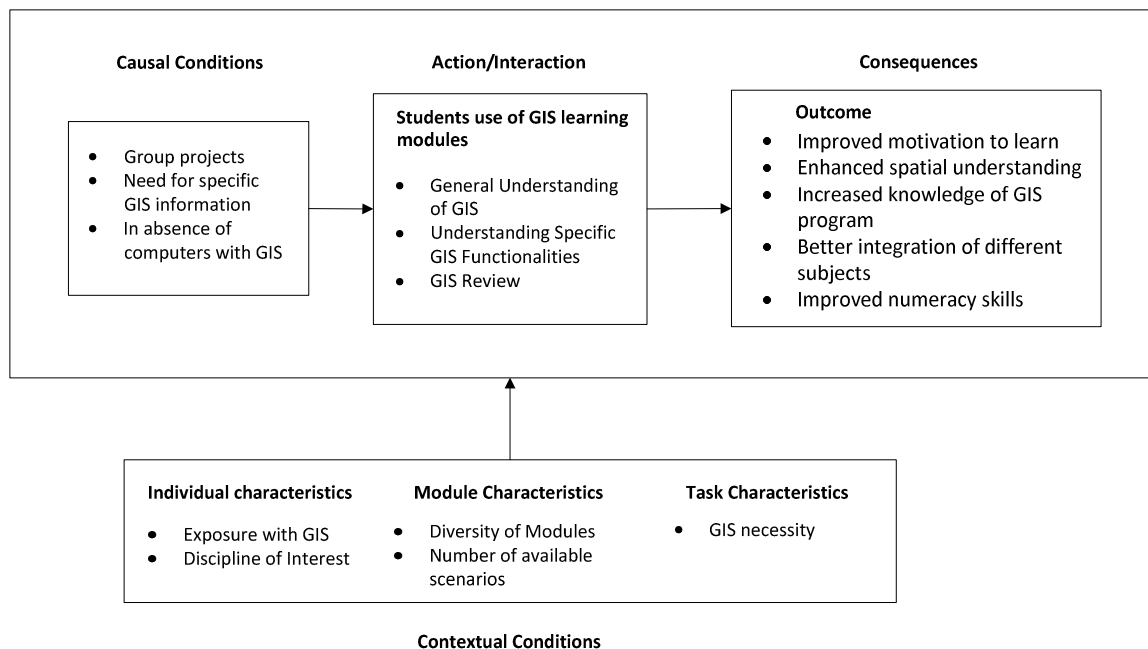 Causal Conditions
Group projects
Need for specific
GIS information
In absence of
computers with GIS
Action/Interaction
Students use of GIS learning
modules
General Understanding
of GIS
Understanding Specific
GIS Functionalities
GIS Review
Consequences
Outcome
Improved motivation to learn
Enhanced spatial understanding
Increased knowledge of GIS
program
Better integration of different
subjects
Improved numeracy skills
Individual characteristics
Exposure with GIS
Discipline of Interest
Module Characteristics
Diversity of Modules
Number of available
scenarios
Task Characteristics
GIS necessity
Contextual Conditions